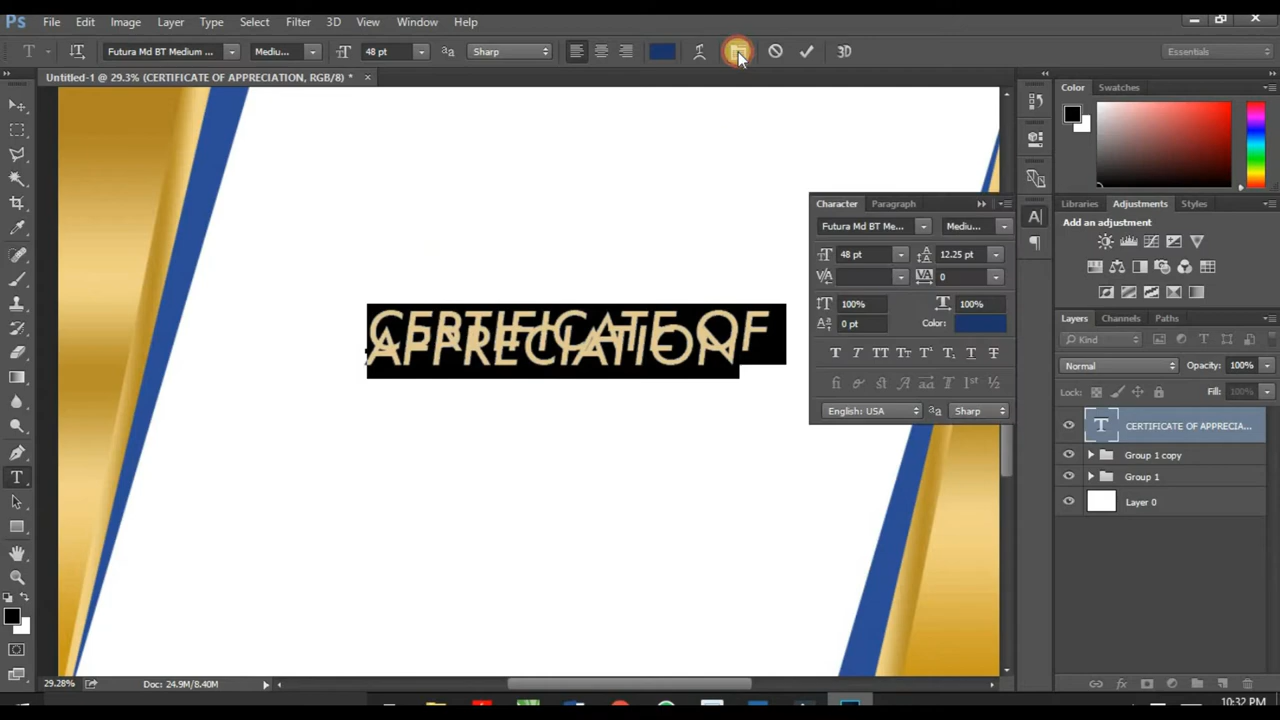 Ps File Edit Image Layer Type Select Filter 3D View Window Help
T Futura Md BT Medium ... Mediu... 48 pt Sharp 3D Essentials
Untitled-1 @ 29.3% (CERTIFICATE OF APPRECIATION, RGB/8) *
Color Swatches
CERTIFICATE OF
APPRECIATION
Character Paragraph
Futura Md BT Me... Mediu...
48 pt 12.25 pt
0
100% 100%
0 pt Color:
English: USA Sharp
Libraries Adjustments Styles
Add an adjustment
Layers Channels Paths
Kind
Normal Opacity: 100%
Lock: Fill: 100%
CERTIFICATE OF APPRECIA...
Group 1 copy
Group 1
Layer 0
29.28% Doc: 24.9M/8.40M
10:32 PM